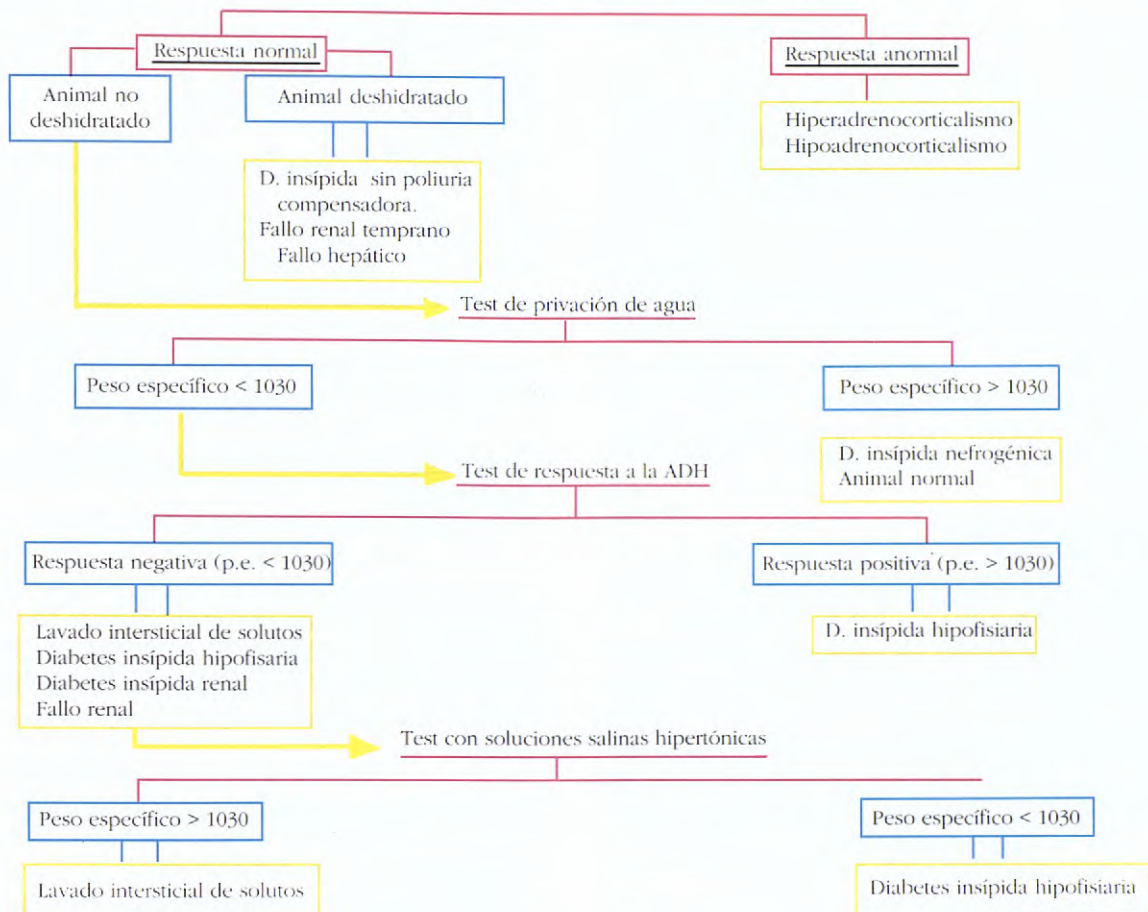 Respuesta normal
Respuesta anormal
Animal no
deshidratado
Animal deshidratado
Hiperadrenocorticalismo
Hipoadrenocorticalismo
D. insípida sin poliuria
compensadora.
Fallo renal temprano
Fallo hepático
Test de privación de agua
Peso específico < 1030
Peso específico > 1030
D. insípida nefrogénica
Animal normal
Test de respuesta a la ADH
Respuesta negativa (p.e. < 1030)
Respuesta positiva (p.e. > 1030)
Lavado intersticial de solutos
Diabetes insípida hipofisaria
Diabetes insípida renal
Fallo renal
D. insípida hipofisiaria
Test con soluciones salinas hipertónicas
Peso específico > 1030
Peso específico < 1030
Lavado intersticial de solutos
Diabetes insípida hipofisiaria